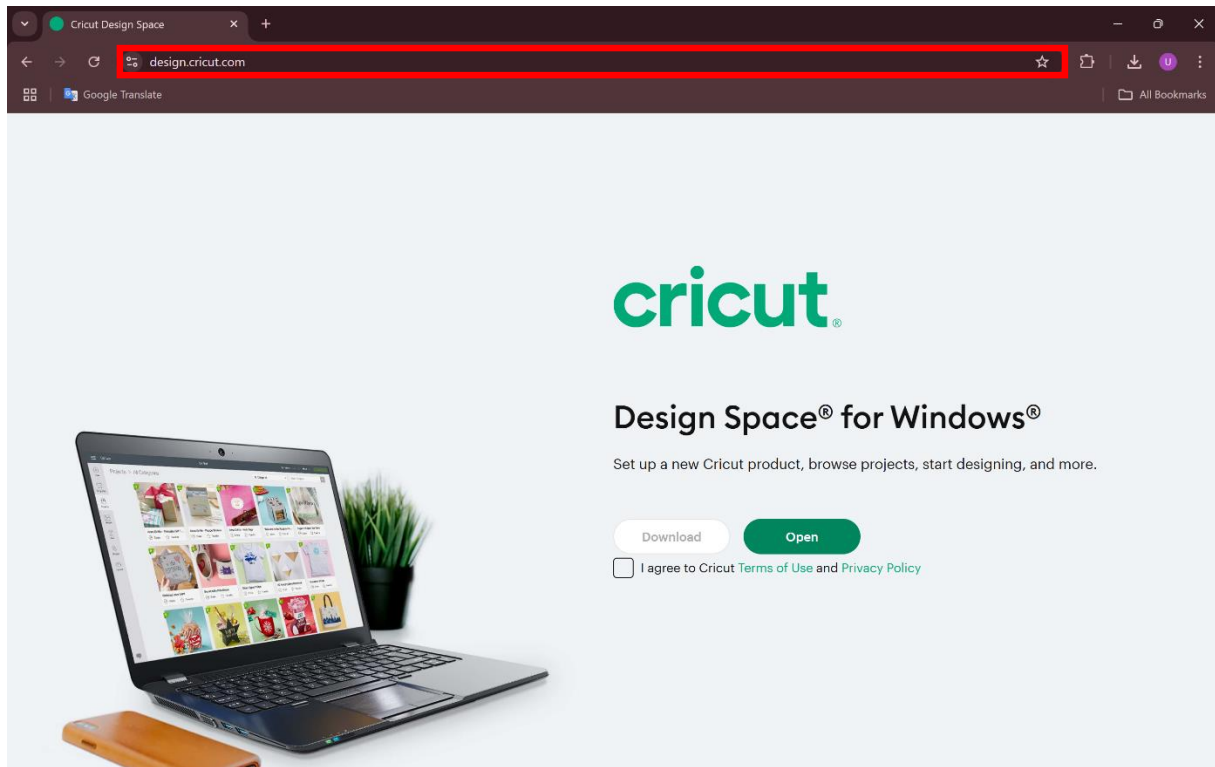 Cricut Design Space
design.cricut.com
U
Google Translate
All Bookmarks
cricut®
Design Space® for Windows®
Set up a new Cricut product, browse projects, start designing, and more.
Download
Open
I agree to Cricut Terms of Use and Privacy Policy